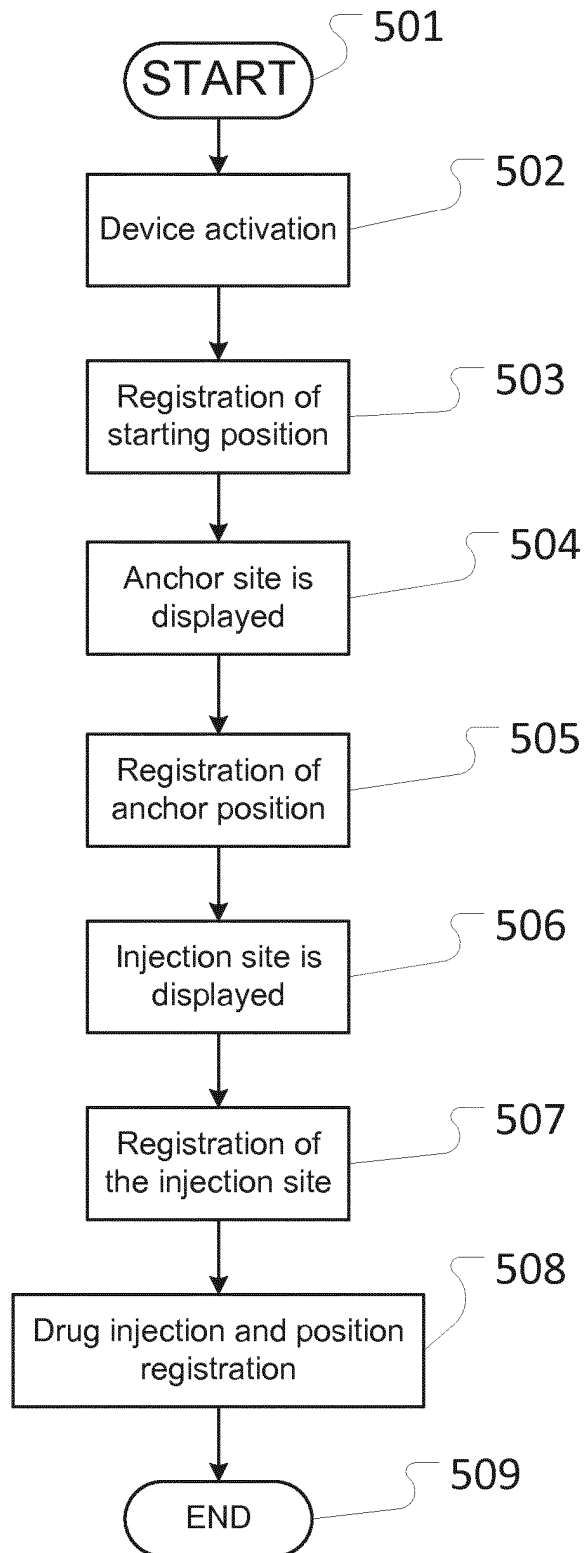 501
START
502
Device activation
503
Registration of
starting position
504
Anchor site is
displayed
505
Registration of
anchor position
506
Injection site is
displayed
507
Registration of
the injection site
508
Drug injection and position
registration
509
END